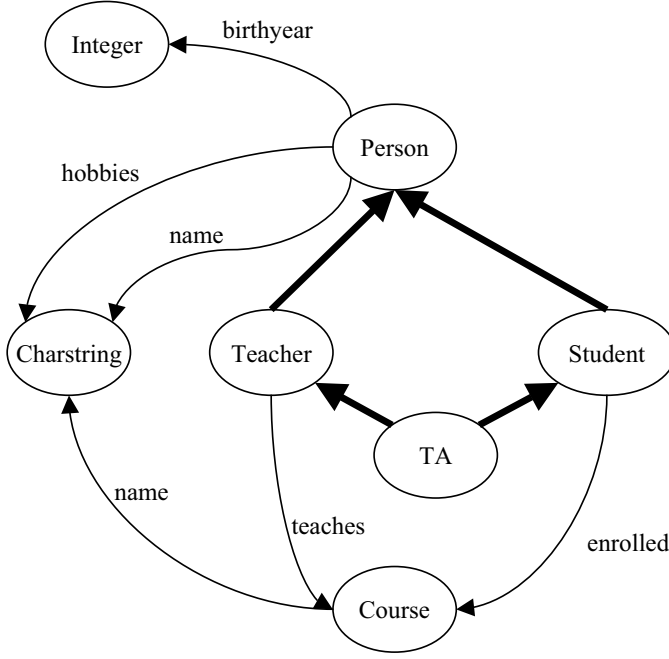 birthyear
Integer
Person
hobbies
name
Charstring
Teacher
Student
TA
name
teaches
enrolled
Course